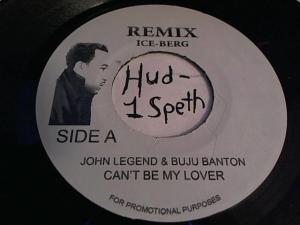 REMIX
ICE-BERG
Hud-
1 Speth
SIDE A
JOHN LEGEND & BUJU BANTON
CAN'T BE MY LOVER
FOR PROMOTIONAL PURPOSES